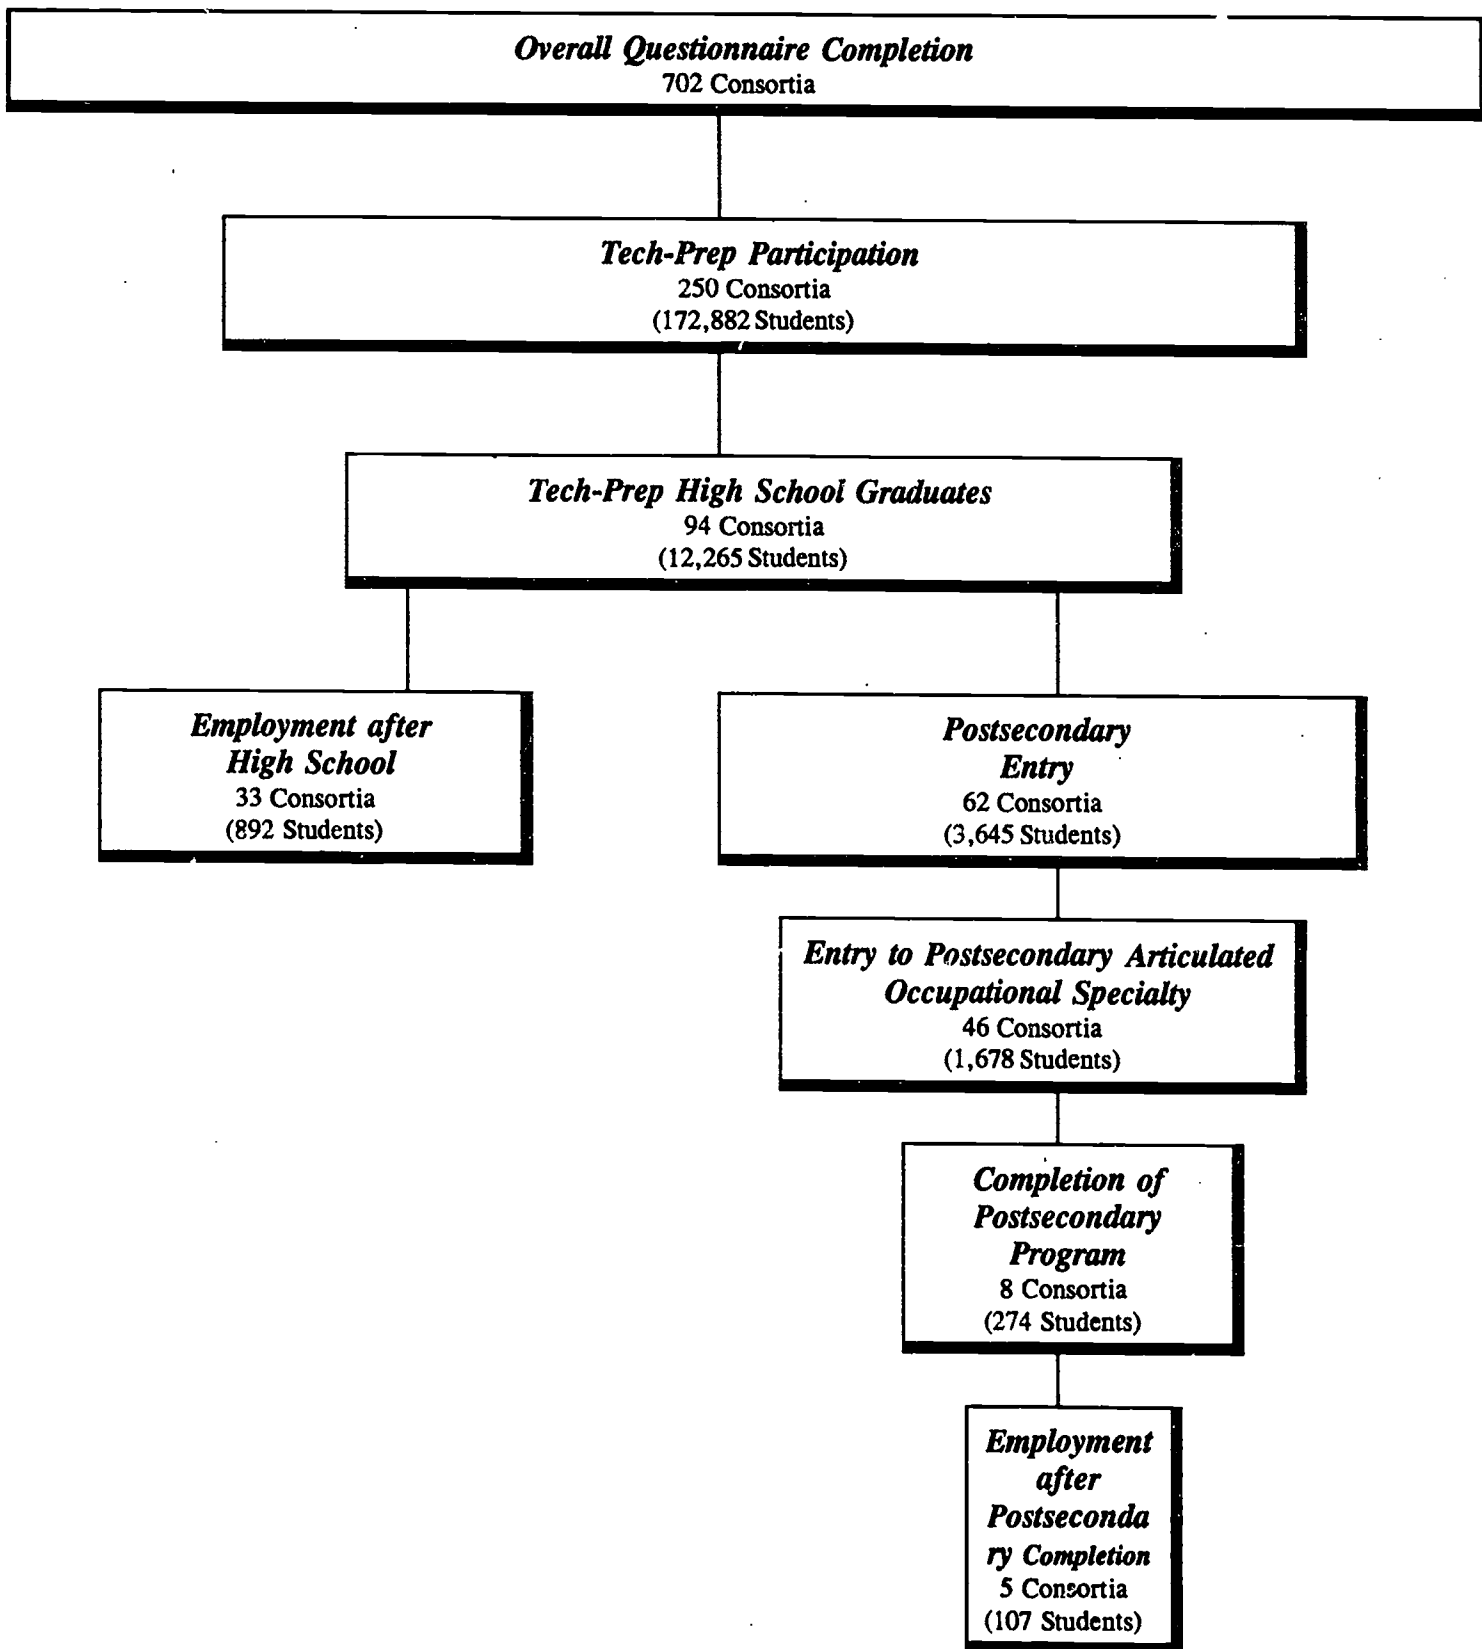 Overall Questionnaire Completion
702 Consortia
Tech-Prep Participation
250 Consortia
(172,882 Students)
Tech-Prep High School Graduates
94 Consortia
(12,265 Students)
Employment after
High School
33 Consortia
(892 Students)
Postsecondary
Entry
62 Consortia
(3,645 Students)
Entry to Postsecondary Articulated
Occupational Specialty
46 Consortia
(1,678 Students)
Completion of
Postsecondary
Program
8 Consortia
(274 Students)
Employment
after
Postseconda
ry Completion
5 Consortia
(107 Students)